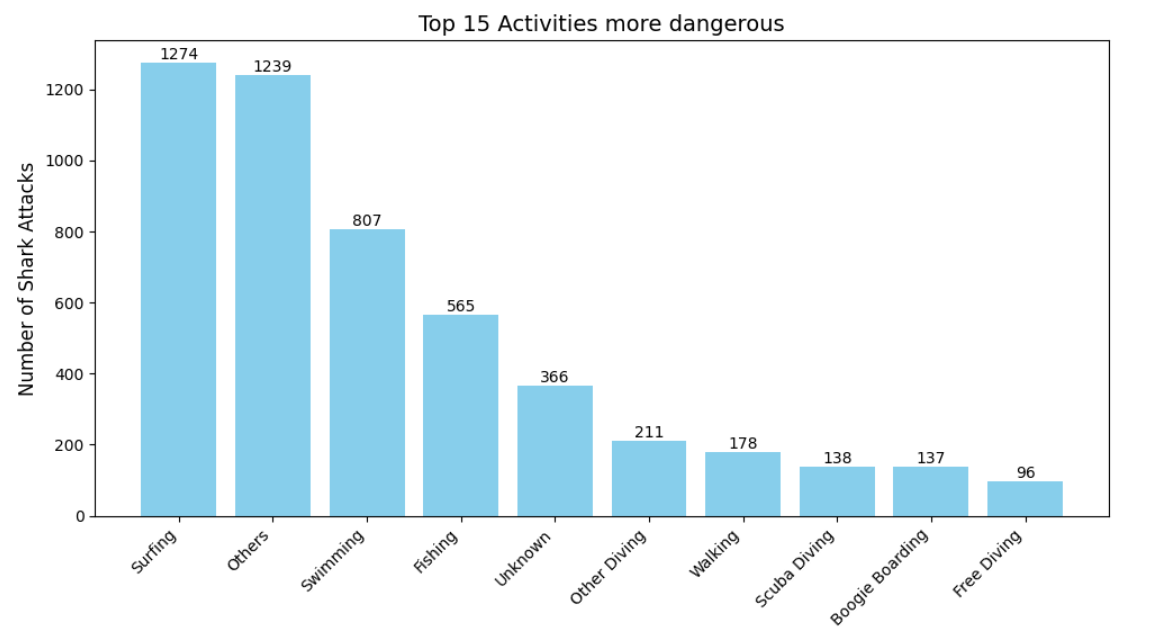 Top 15 Activities more dangerous
Number of Shark Attacks
1200
1000
800
600
400
200
0
1274
1239
807
565
366
211
178
138
137
96
Surfing
Others
Swimming
Fishing
Unknown
Other Diving
Walking
Scuba Diving
Boogie Boarding
Free Diving